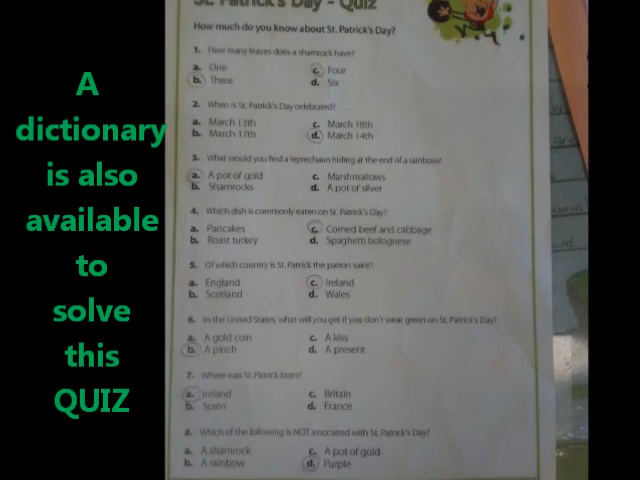 St. Patrick's Day - Quiz
How much do you know about St. Patrick's Day?
1. How many leaves does a shamrock have?
a. One
c. Four
b. Three
d. Six
2. When is St. Patrick's Day celebrated?
a. March 13th
c. March 18th
b. March 17th
d. March 14th
3. What would you find a leprechaun hiding at the end of a rainbow?
a. A pot of gold
c. Marshmallows
b. Shamrocks
d. A pot of silver
4. Which dish is commonly eaten on St. Patrick's Day?
a. Pancakes
c. Corned beef and cabbage
b. Roast turkey
d. Spaghetti bolognese
5. Of which country is St. Patrick the patron saint?
a. England
c. Ireland
b. Scotland
d. Wales
6. In the United States, what will you get if you don't wear green on St. Patrick's Day?
a. A gold coin
c. A kiss
b. A pinch
d. A present
7. Where was St. Patrick born?
a. Ireland
c. Britain
b. Spain
d. France
8. Which of the following is NOT associated with St. Patrick's Day?
a. A shamrock
c. A pot of gold
b. A rainbow
d. Purple
A
dictionary
is also
available
to
solve
this
QUIZ